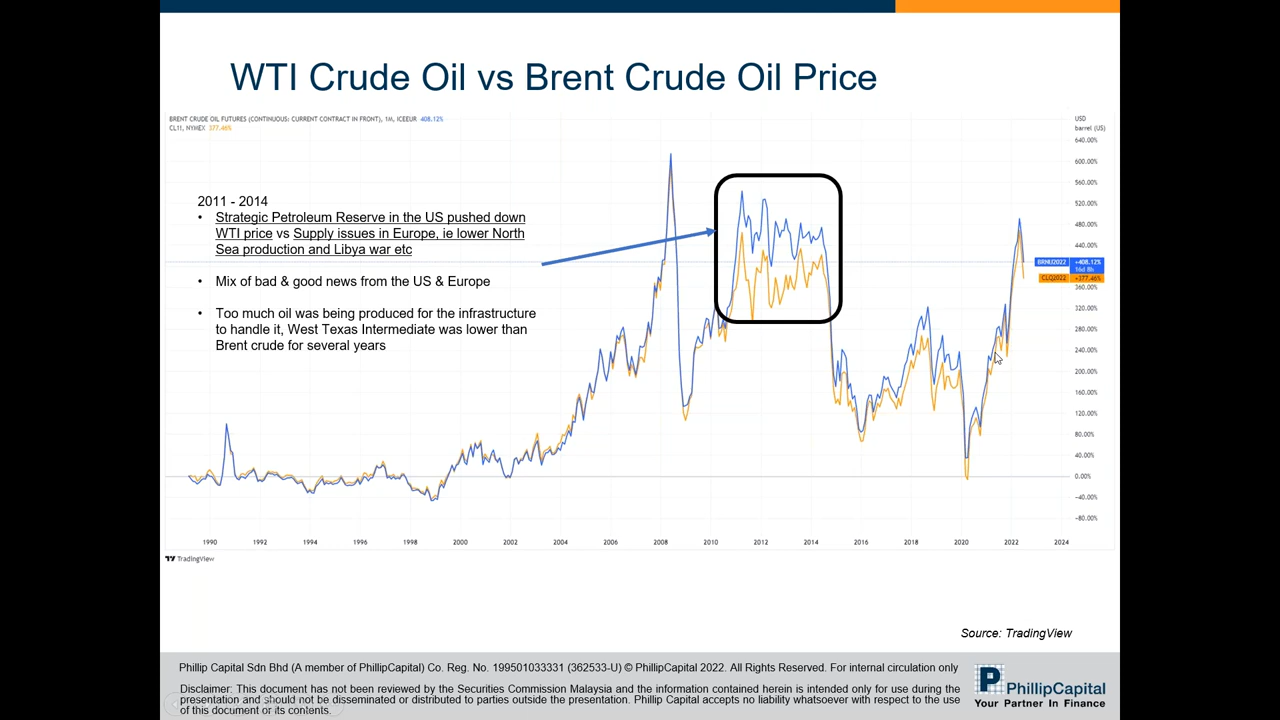 WTI Crude Oil vs Brent Crude Oil Price
BRENT CRUDE OIL FUTURES (CONTINUOUS: CURRENT CONTRACT IN FRONT), 1M, ICEEUR 408.12%
CL1!, NYMEX 377.46%
USD
barrel (US)
640.00%
600.00%
560.00%
520.00%
480.00%
440.00%
BRNU2022 +408.12%
16d 8h
CLQ2022 +377.46%
360.00%
320.00%
280.00%
240.00%
200.00%
160.00%
120.00%
80.00%
40.00%
0.00%
-40.00%
-80.00%
2011 - 2014
• Strategic Petroleum Reserve in the US pushed down
WTI price vs Supply issues in Europe, ie lower North
Sea production and Libya war etc
• Mix of bad & good news from the US & Europe
• Too much oil was being produced for the infrastructure
to handle it, West Texas Intermediate was lower than
Brent crude for several years
1990 1992 1994 1996 1998 2000 2002 2004 2006 2008 2010 2012 2014 2016 2018 2020 2022 2024
TradingView
Source: TradingView
Phillip Capital Sdn Bhd (A member of PhillipCapital) Co. Reg. No. 199501033331 (362533-U) © PhillipCapital 2022. All Rights Reserved. For internal circulation only
Disclaimer: This document has not been reviewed by the Securities Commission Malaysia and the information contained herein is intended only for use during the
presentation and should not be disseminated or distributed to parties outside the presentation. Phillip Capital accepts no liability whatsoever with respect to the use
of this document or its contents.
P
PhillipCapital
Your Partner In Finance